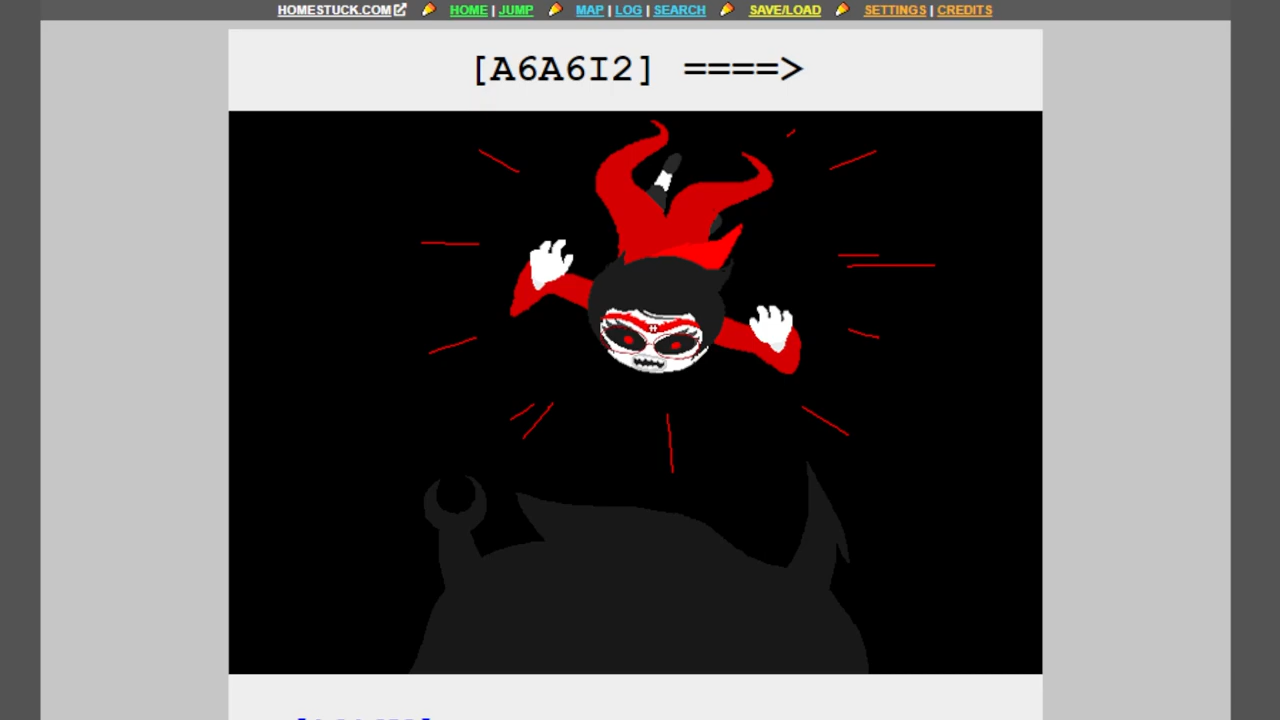 HOMESTUCK.COM HOME | JUMP MAP | LOG | SEARCH SAVE/LOAD SETTINGS | CREDITS
[A6A6I2] ====>